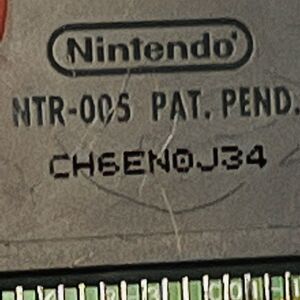 Nintendo
NTR-005 PAT. PEND.
CH6EN0J34